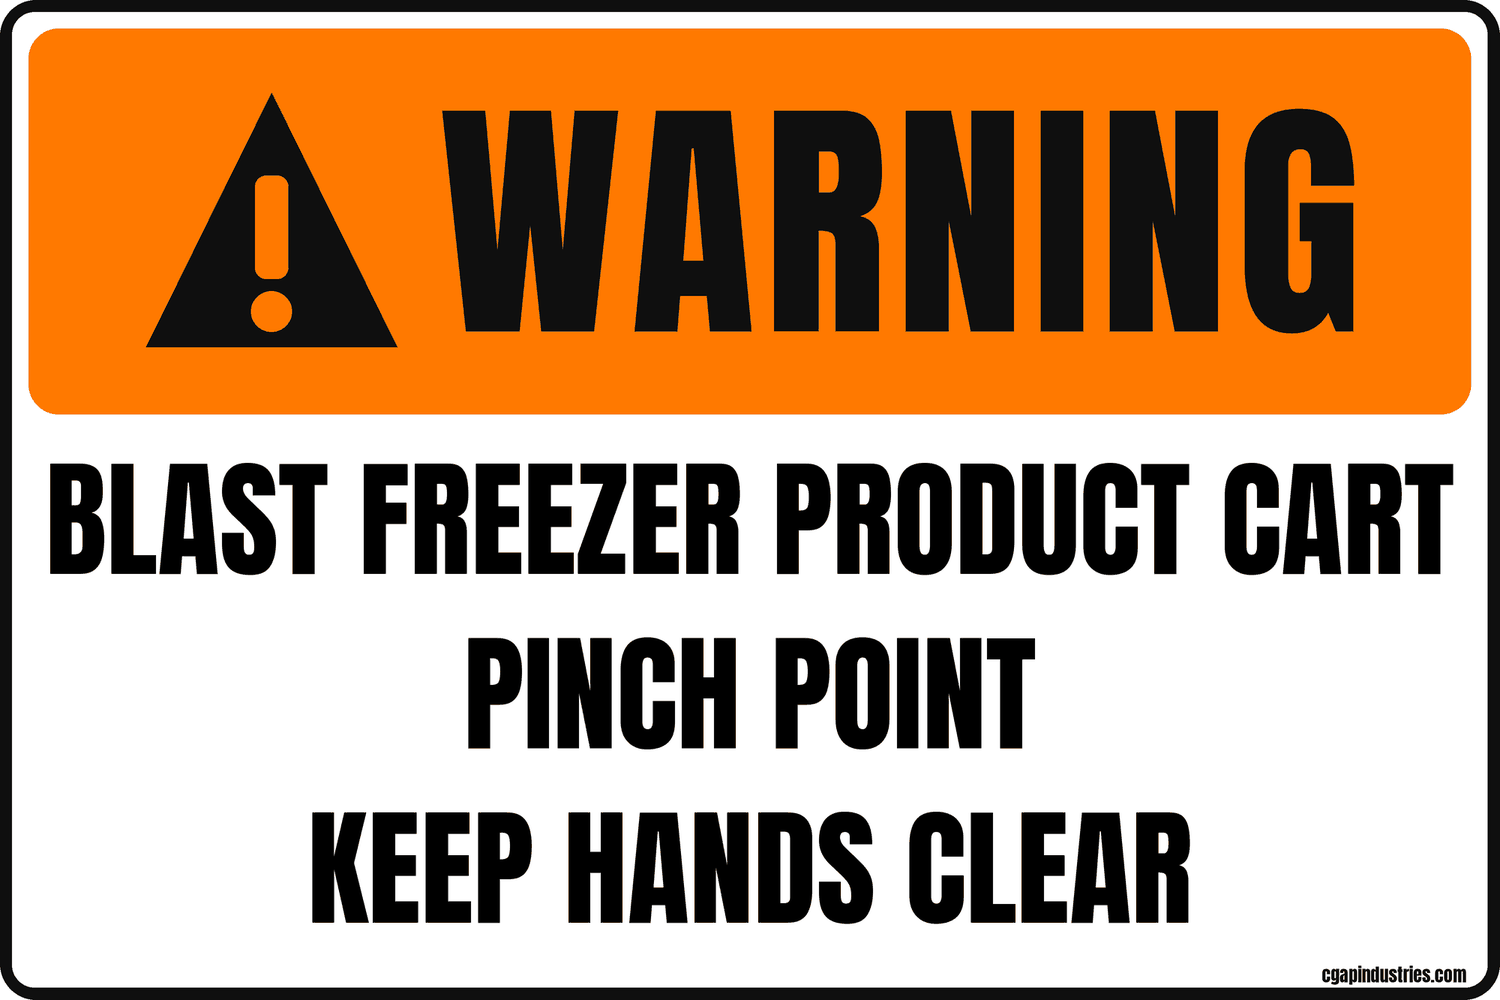 WARNING
BLAST FREEZER PRODUCT CART
PINCH POINT
KEEP HANDS CLEAR
cgapindustries.com